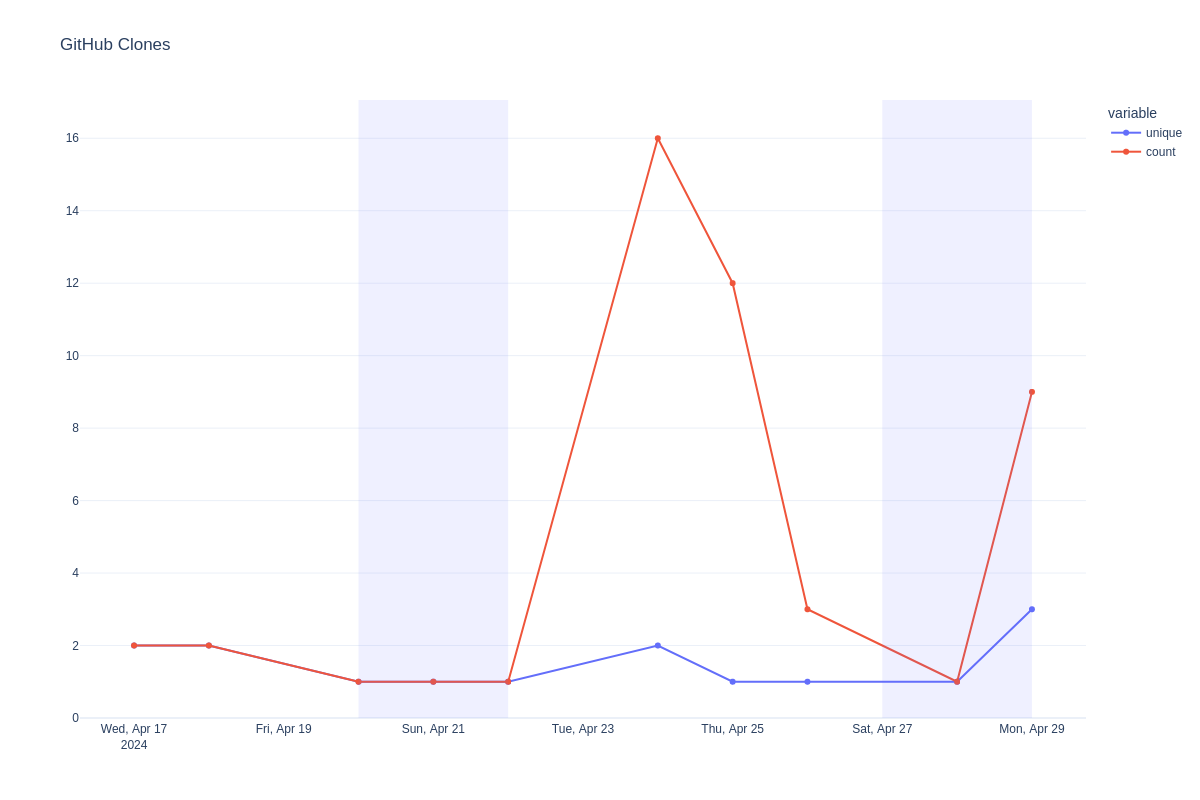 GitHub Clones
variable
unique
count
16
14
12
10
8
6
4
2
0
Wed, Apr 17
2024
Fri, Apr 19
Sun, Apr 21
Tue, Apr 23
Thu, Apr 25
Sat, Apr 27
Mon, Apr 29